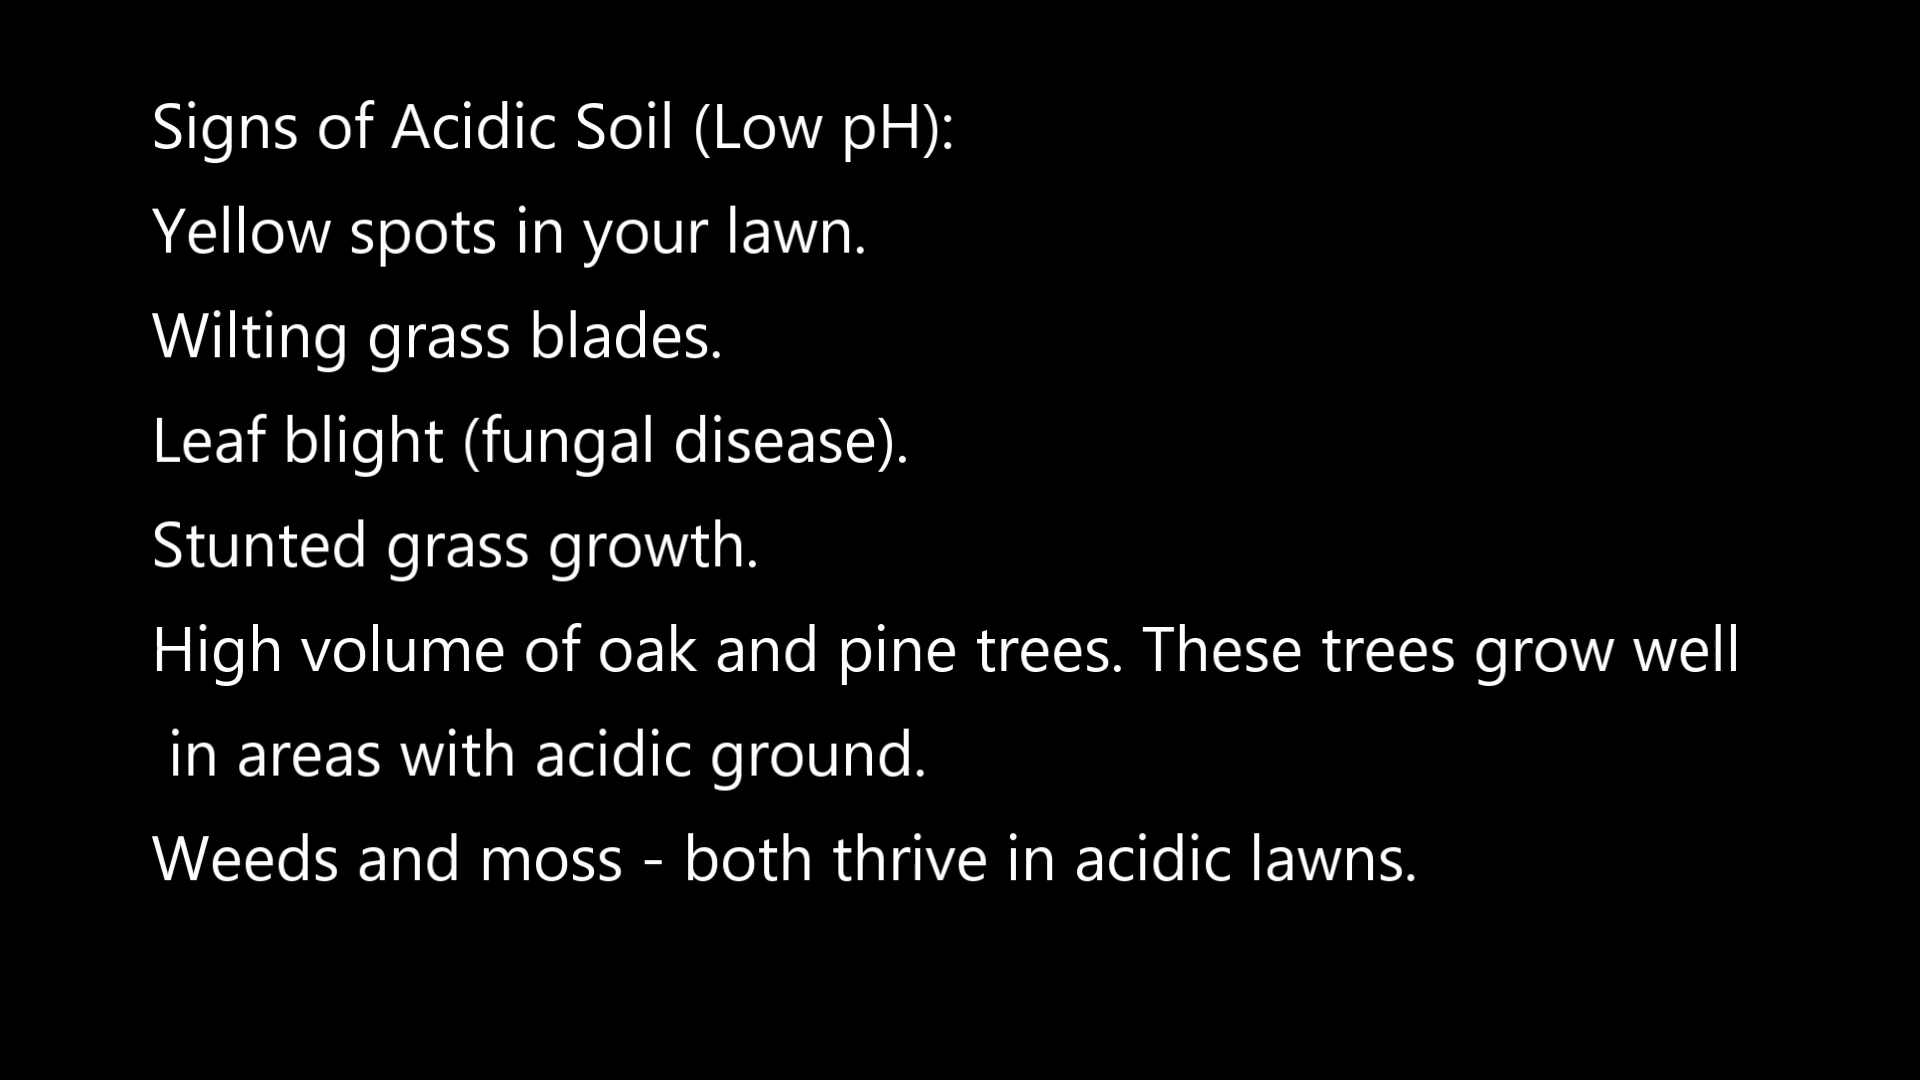 Signs of Acidic Soil (Low pH):
Yellow spots in your lawn.
Wilting grass blades.
Leaf blight (fungal disease).
Stunted grass growth.
High volume of oak and pine trees. These trees grow well
in areas with acidic ground.
Weeds and moss - both thrive in acidic lawns.